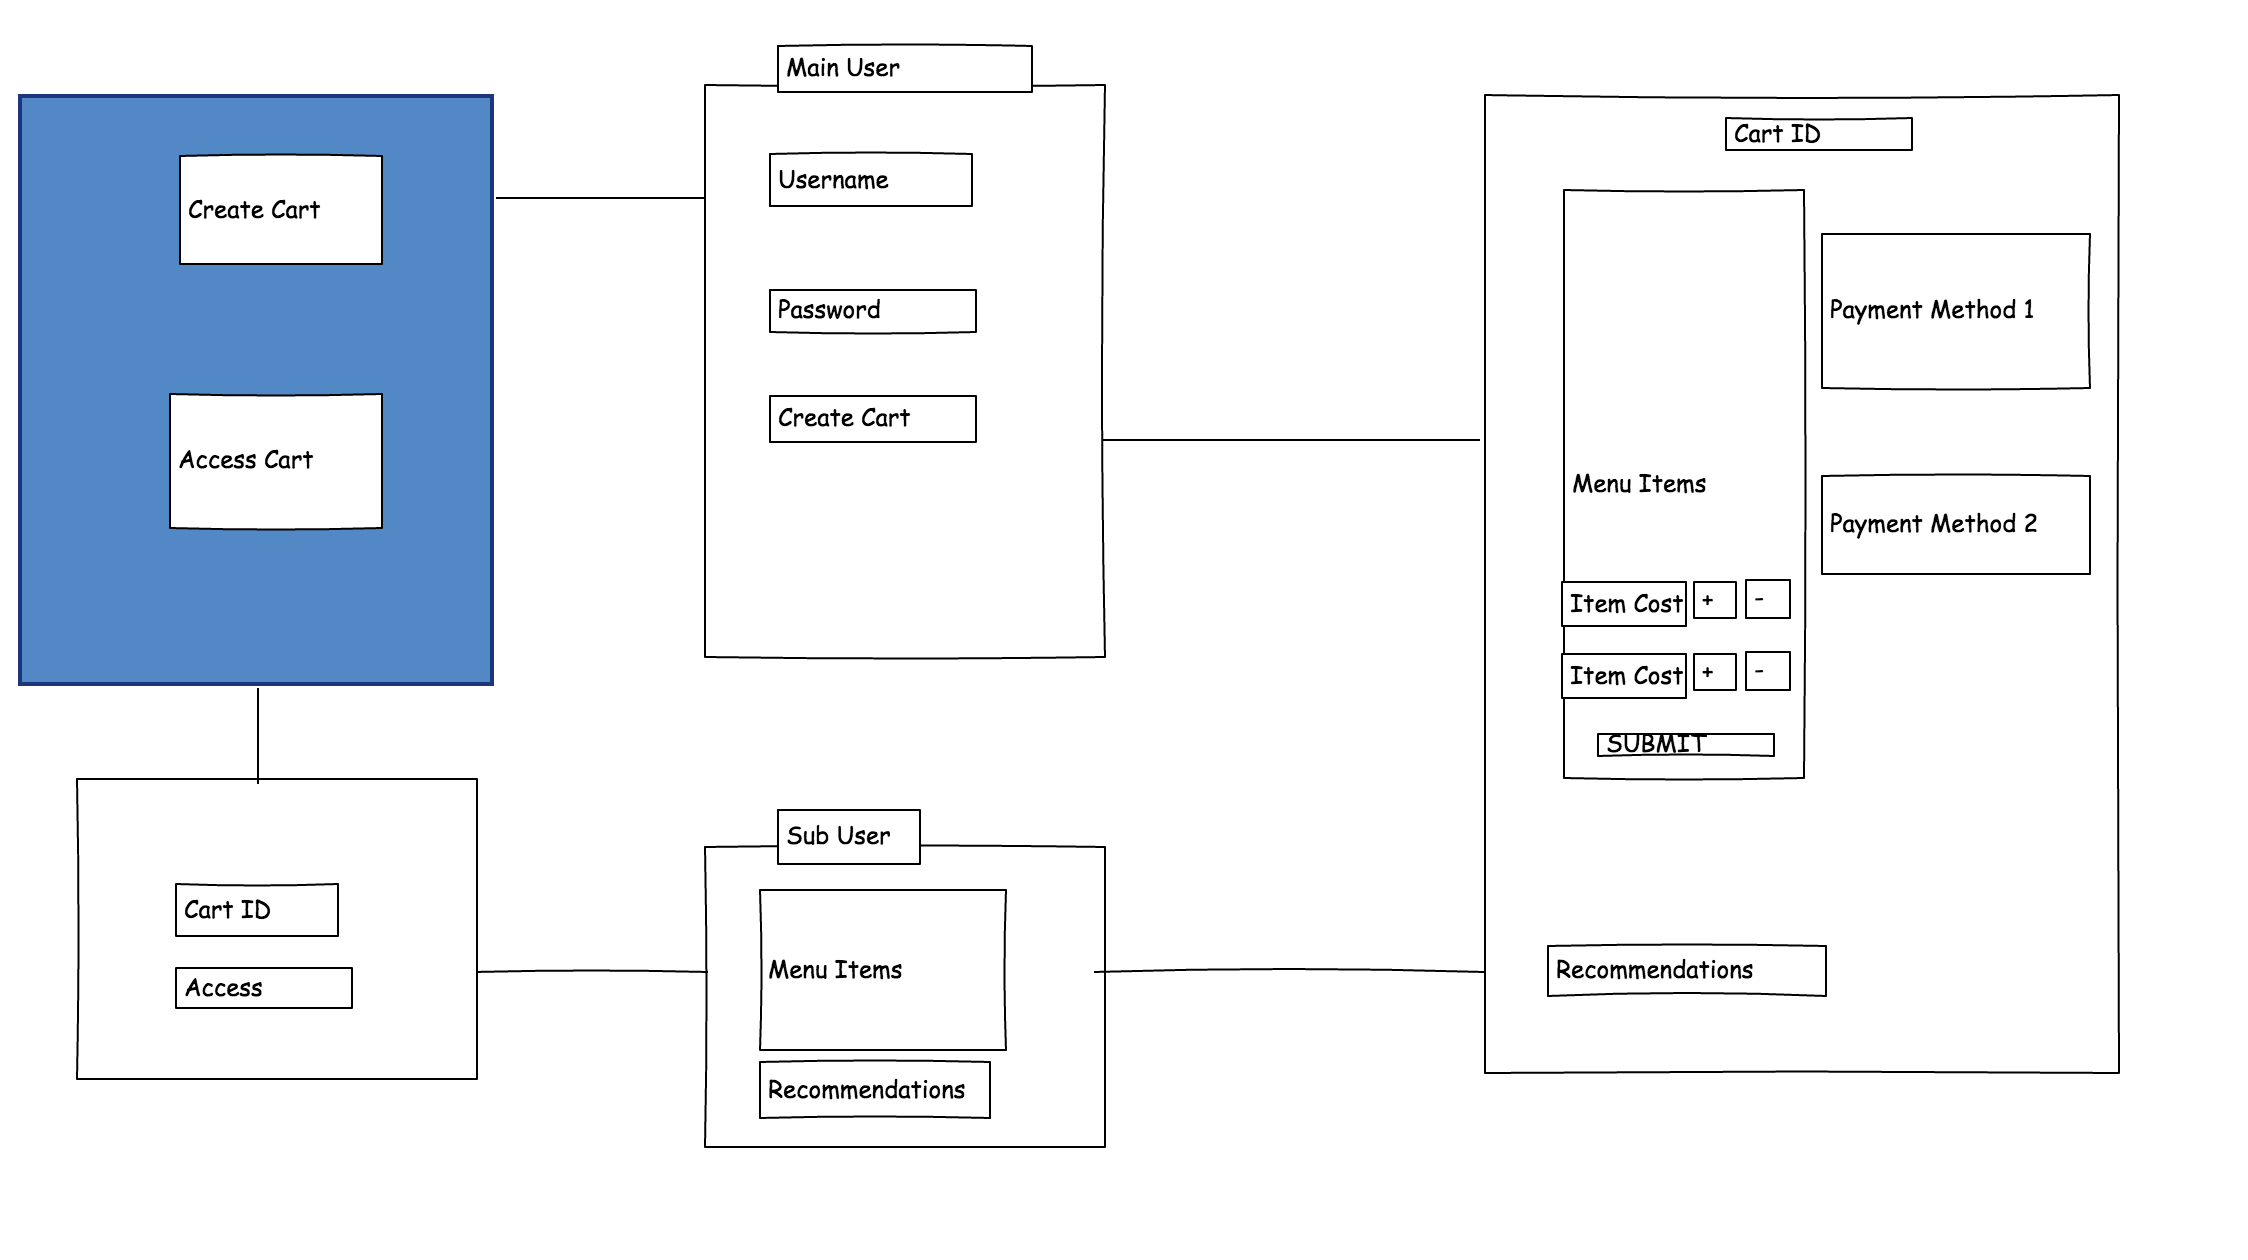 Create Cart
Access Cart
Main User
Username
Password
Create Cart
Cart ID
Menu Items
Payment Method 1
Payment Method 2
Item Cost + -
Item Cost + -
SUBMIT
Recommendations
Cart ID
Access
Sub User
Menu Items
Recommendations